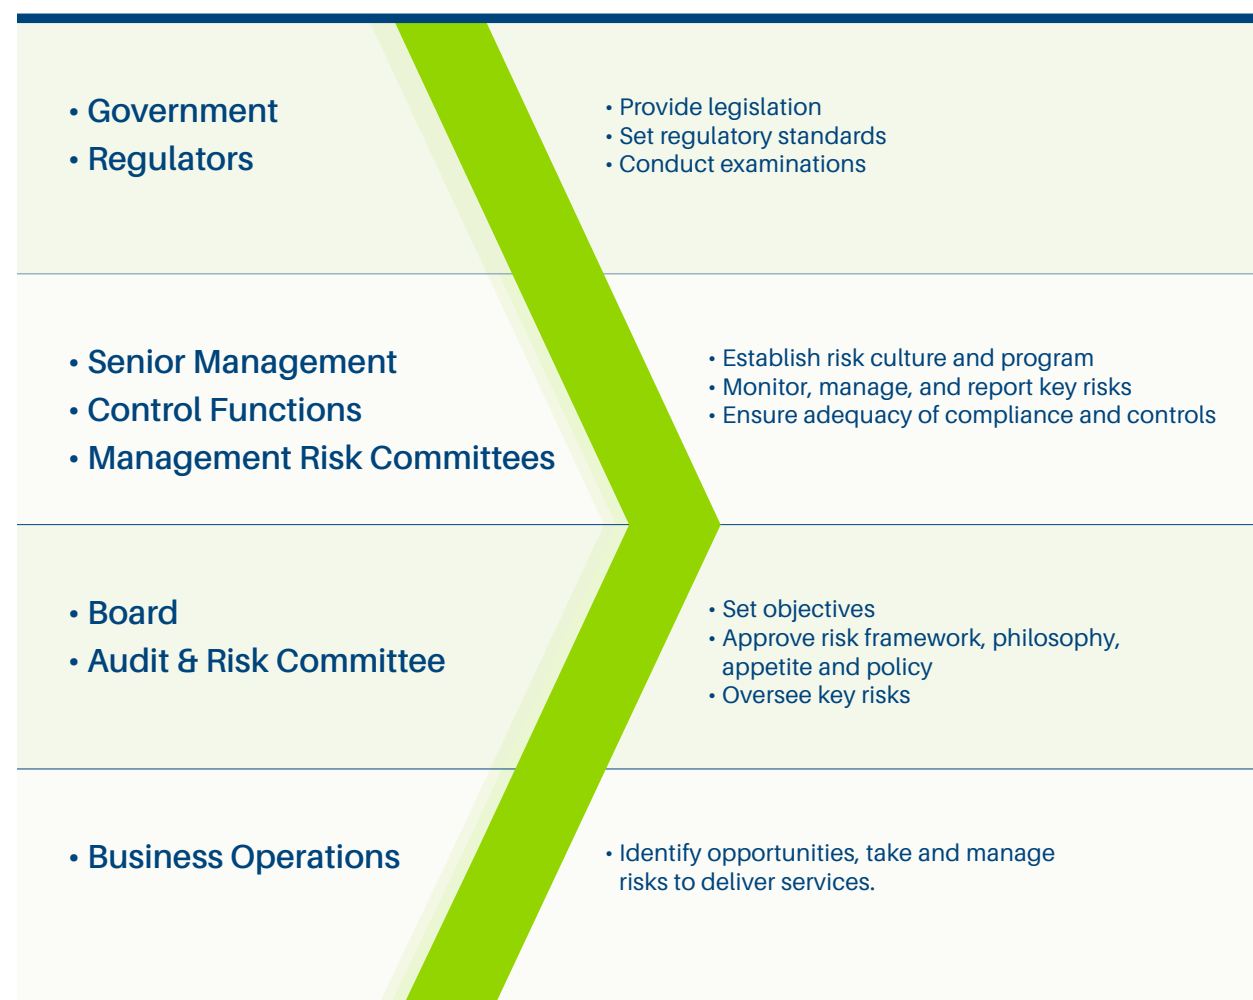 • Government
• Regulators
• Provide legislation
• Set regulatory standards
• Conduct examinations
• Senior Management
• Control Functions
• Management Risk Committees
• Establish risk culture and program
• Monitor, manage, and report key risks
• Ensure adequacy of compliance and controls
• Board
• Audit & Risk Committee
• Set objectives
• Approve risk framework, philosophy,
appetite and policy
• Oversee key risks
• Business Operations
• Identify opportunities, take and manage
risks to deliver services.